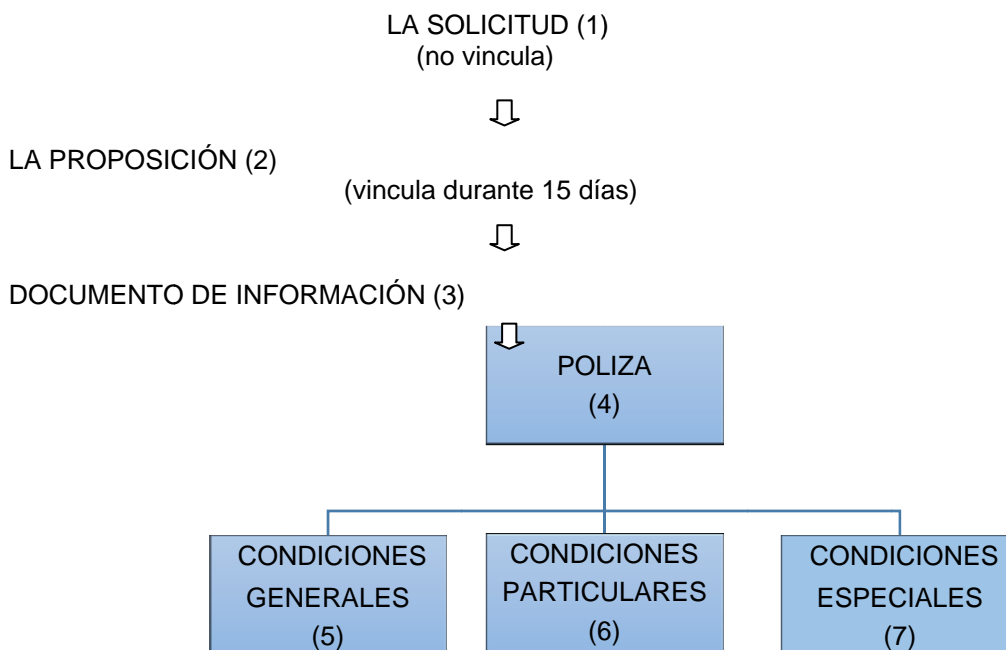 LA SOLICITUD (1)
(no vincula)
LA PROPOSICIÓN (2)
(vincula durante 15 días)
DOCUMENTO DE INFORMACIÓN (3)
POLIZA
(4)
CONDICIONES
GENERALES
(5)
CONDICIONES
PARTICULARES
(6)
CONDICIONES
ESPECIALES
(7)